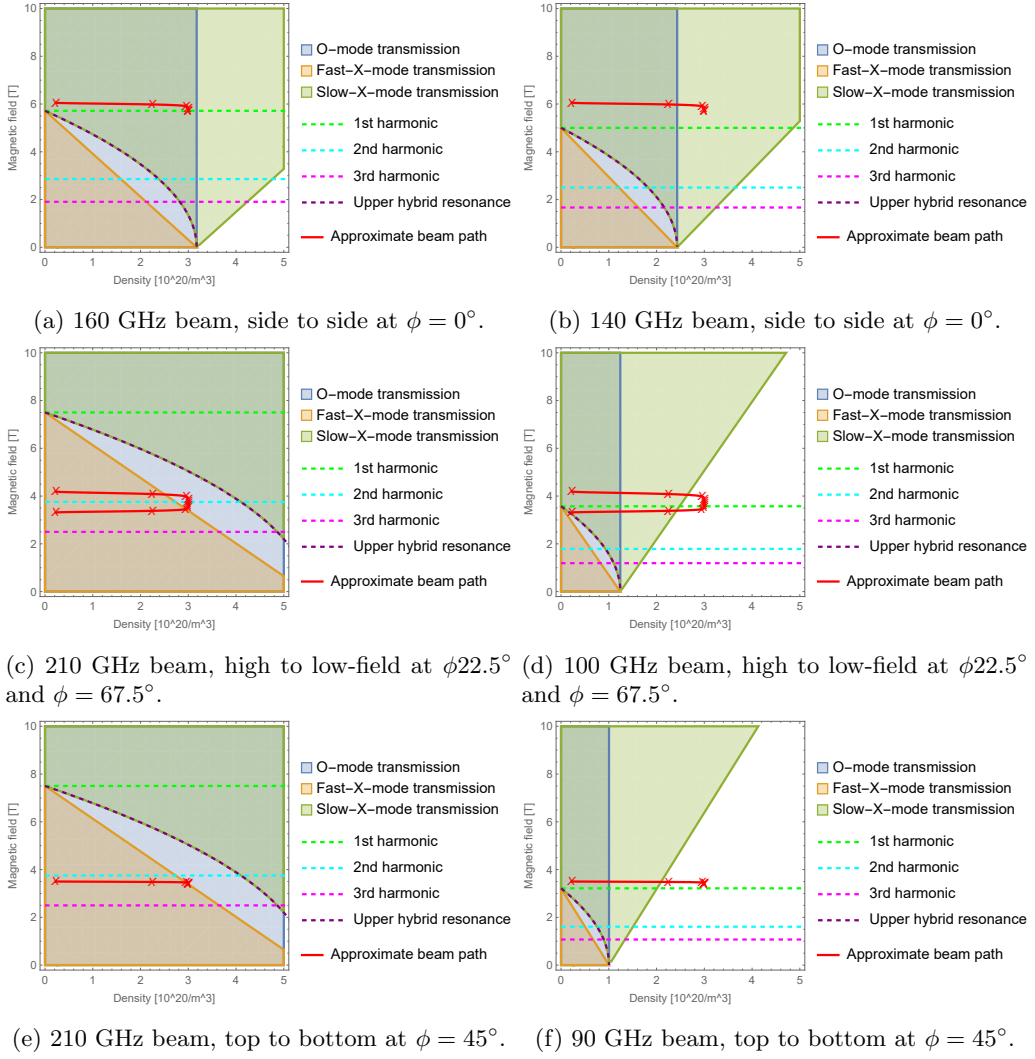 10
8
6
4
2
0
Magnetic field [T]
0 1 2 3 4 5
Density [10^20/m^3]
O-mode transmission
Fast-X-mode transmission
Slow-X-mode transmission
1st harmonic
2nd harmonic
3rd harmonic
Upper hybrid resonance
Approximate beam path
(a) 160 GHz beam, side to side at ϕ = 0°.
10
8
6
4
2
0
Magnetic field [T]
0 1 2 3 4 5
Density [10^20/m^3]
O-mode transmission
Fast-X-mode transmission
Slow-X-mode transmission
1st harmonic
2nd harmonic
3rd harmonic
Upper hybrid resonance
Approximate beam path
(b) 140 GHz beam, side to side at ϕ = 0°.
10
8
6
4
2
0
Magnetic field [T]
0 1 2 3 4 5
Density [10^20/m^3]
O-mode transmission
Fast-X-mode transmission
Slow-X-mode transmission
1st harmonic
2nd harmonic
3rd harmonic
Upper hybrid resonance
Approximate beam path
(c) 210 GHz beam, high to low-field at ϕ22.5°
and ϕ = 67.5°.
10
8
6
4
2
0
Magnetic field [T]
0 1 2 3 4 5
Density [10^20/m^3]
O-mode transmission
Fast-X-mode transmission
Slow-X-mode transmission
1st harmonic
2nd harmonic
3rd harmonic
Upper hybrid resonance
Approximate beam path
(d) 100 GHz beam, high to low-field at ϕ22.5°
and ϕ = 67.5°.
10
8
6
4
2
0
Magnetic field [T]
0 1 2 3 4 5
Density [10^20/m^3]
O-mode transmission
Fast-X-mode transmission
Slow-X-mode transmission
1st harmonic
2nd harmonic
3rd harmonic
Upper hybrid resonance
Approximate beam path
(e) 210 GHz beam, top to bottom at ϕ = 45°.
10
8
6
4
2
0
Magnetic field [T]
0 1 2 3 4 5
Density [10^20/m^3]
O-mode transmission
Fast-X-mode transmission
Slow-X-mode transmission
1st harmonic
2nd harmonic
3rd harmonic
Upper hybrid resonance
Approximate beam path
(f) 90 GHz beam, top to bottom at ϕ = 45°.